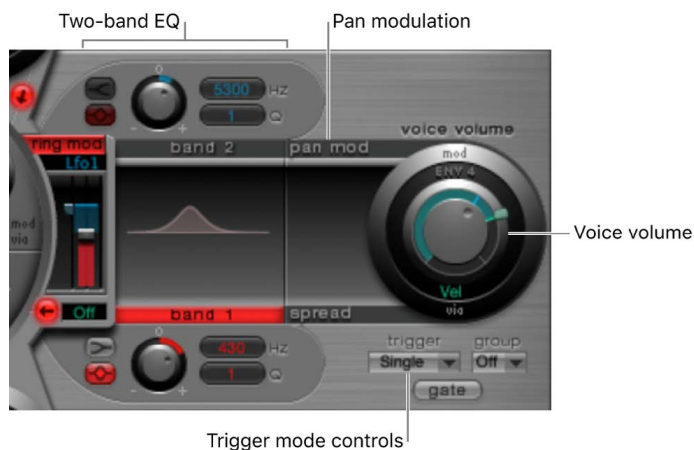 Two-band EQ
Pan modulation
5300 HZ
1 Q
voice volume
ring mod
band 2
pan mod
mod
Lfo1
ENV 4
mod
via
Voice volume
Vel
Off
band 1
spread
via
430 HZ
1 Q
trigger
group
Single
Off
gate
Trigger mode controls
0
- +
0
- +